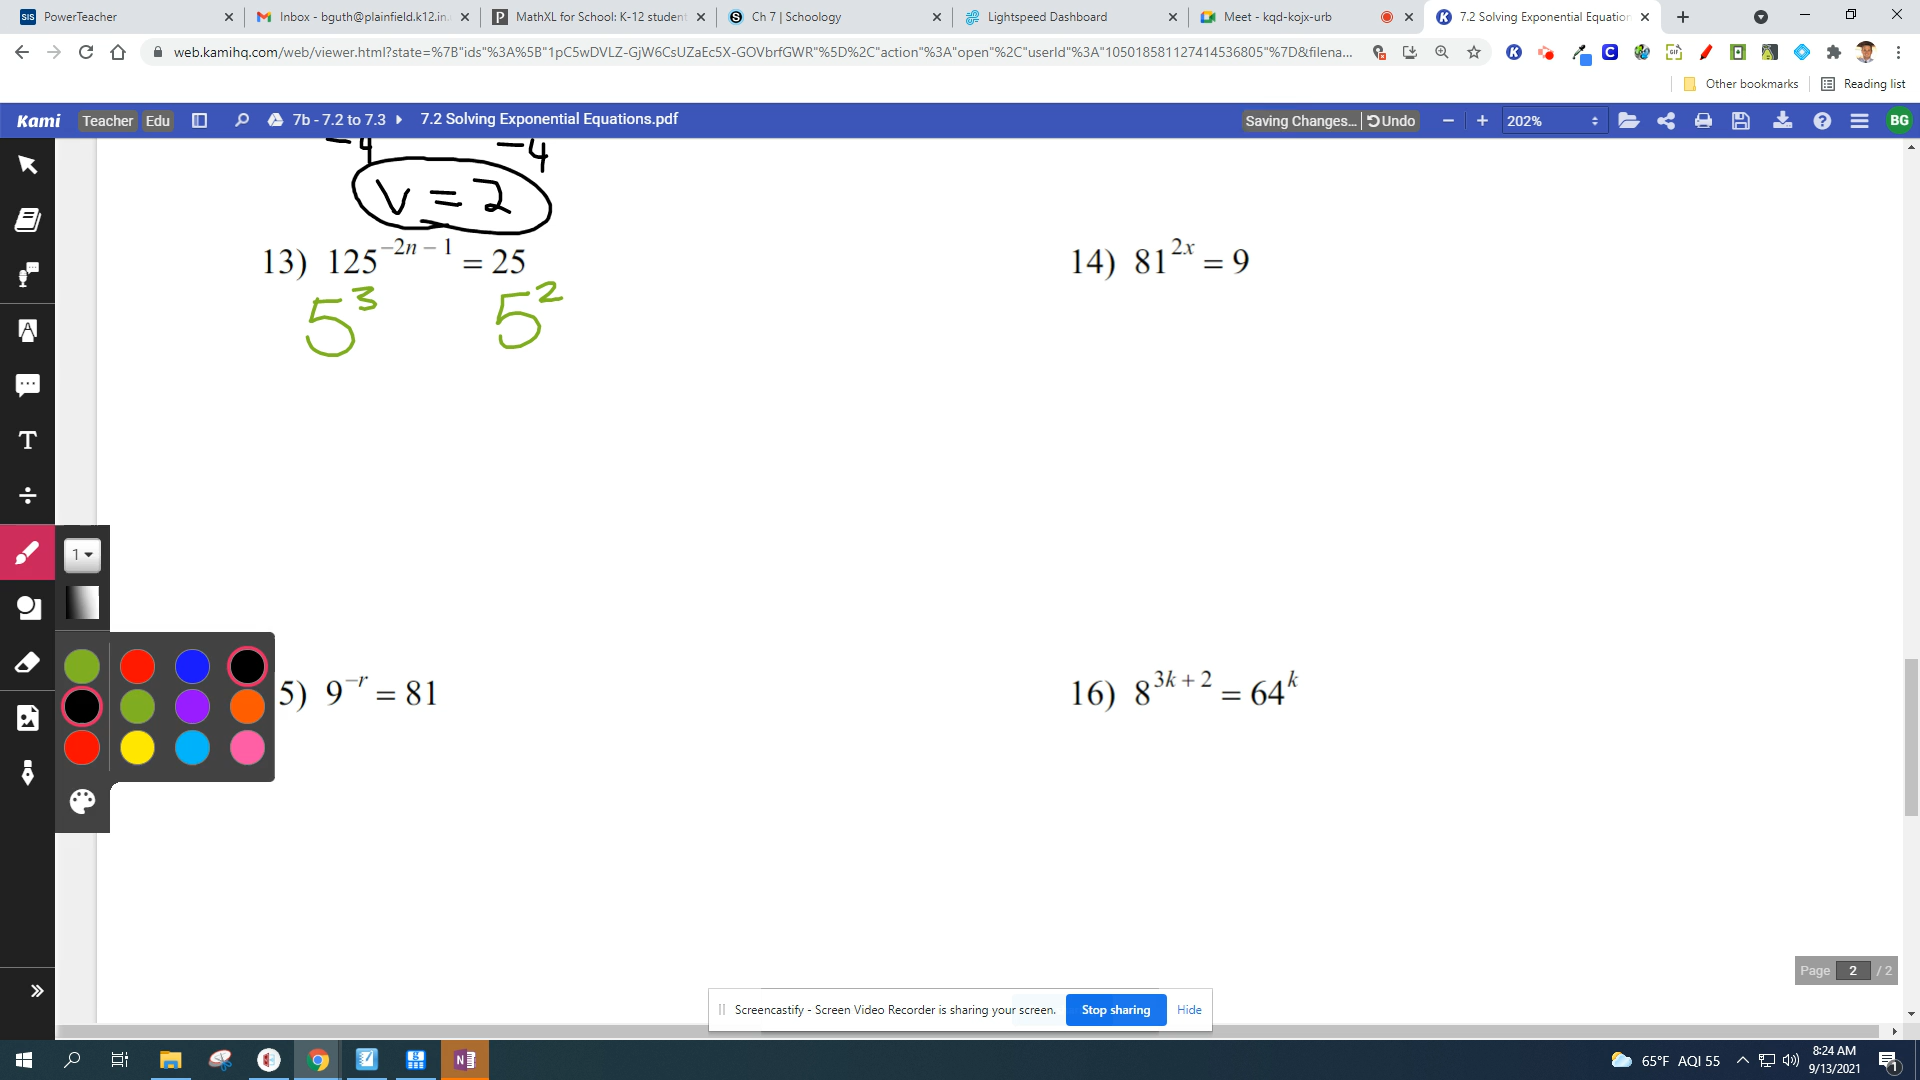 PowerTeacher
Inbox - bguth@plainfield.k12.in.
MathXL for School: K-12 student
Ch 7 | Schoology
Lightspeed Dashboard
Meet - kqd-kojx-urb
7.2 Solving Exponential Equation
web.kamihq.com/web/viewer.html?state=%7B"ids"%3A%5B"1pC5wDVLZ-GjW6CsUZaEc5X-GOVbrfGWR"%5D%2C"action"%3A"open"%2C"userId"%3A"105018581127414536805"%7D&filena...
Other bookmarks
Reading list
Kami Teacher Edu 7b - 7.2 to 7.3 7.2 Solving Exponential Equations.pdf Saving Changes... Undo 202% BG
-4 -4
v = 2
13) 125^{-2n - 1} = 25
14) 81^{2x} = 9
5^3 5^2
1
5) 9^{-r} = 81
16) 8^{3k + 2} = 64^k
Page 2 / 2
Screencastify - Screen Video Recorder is sharing your screen. Stop sharing Hide
65°F AQI 55
8:24 AM
9/13/2021
1